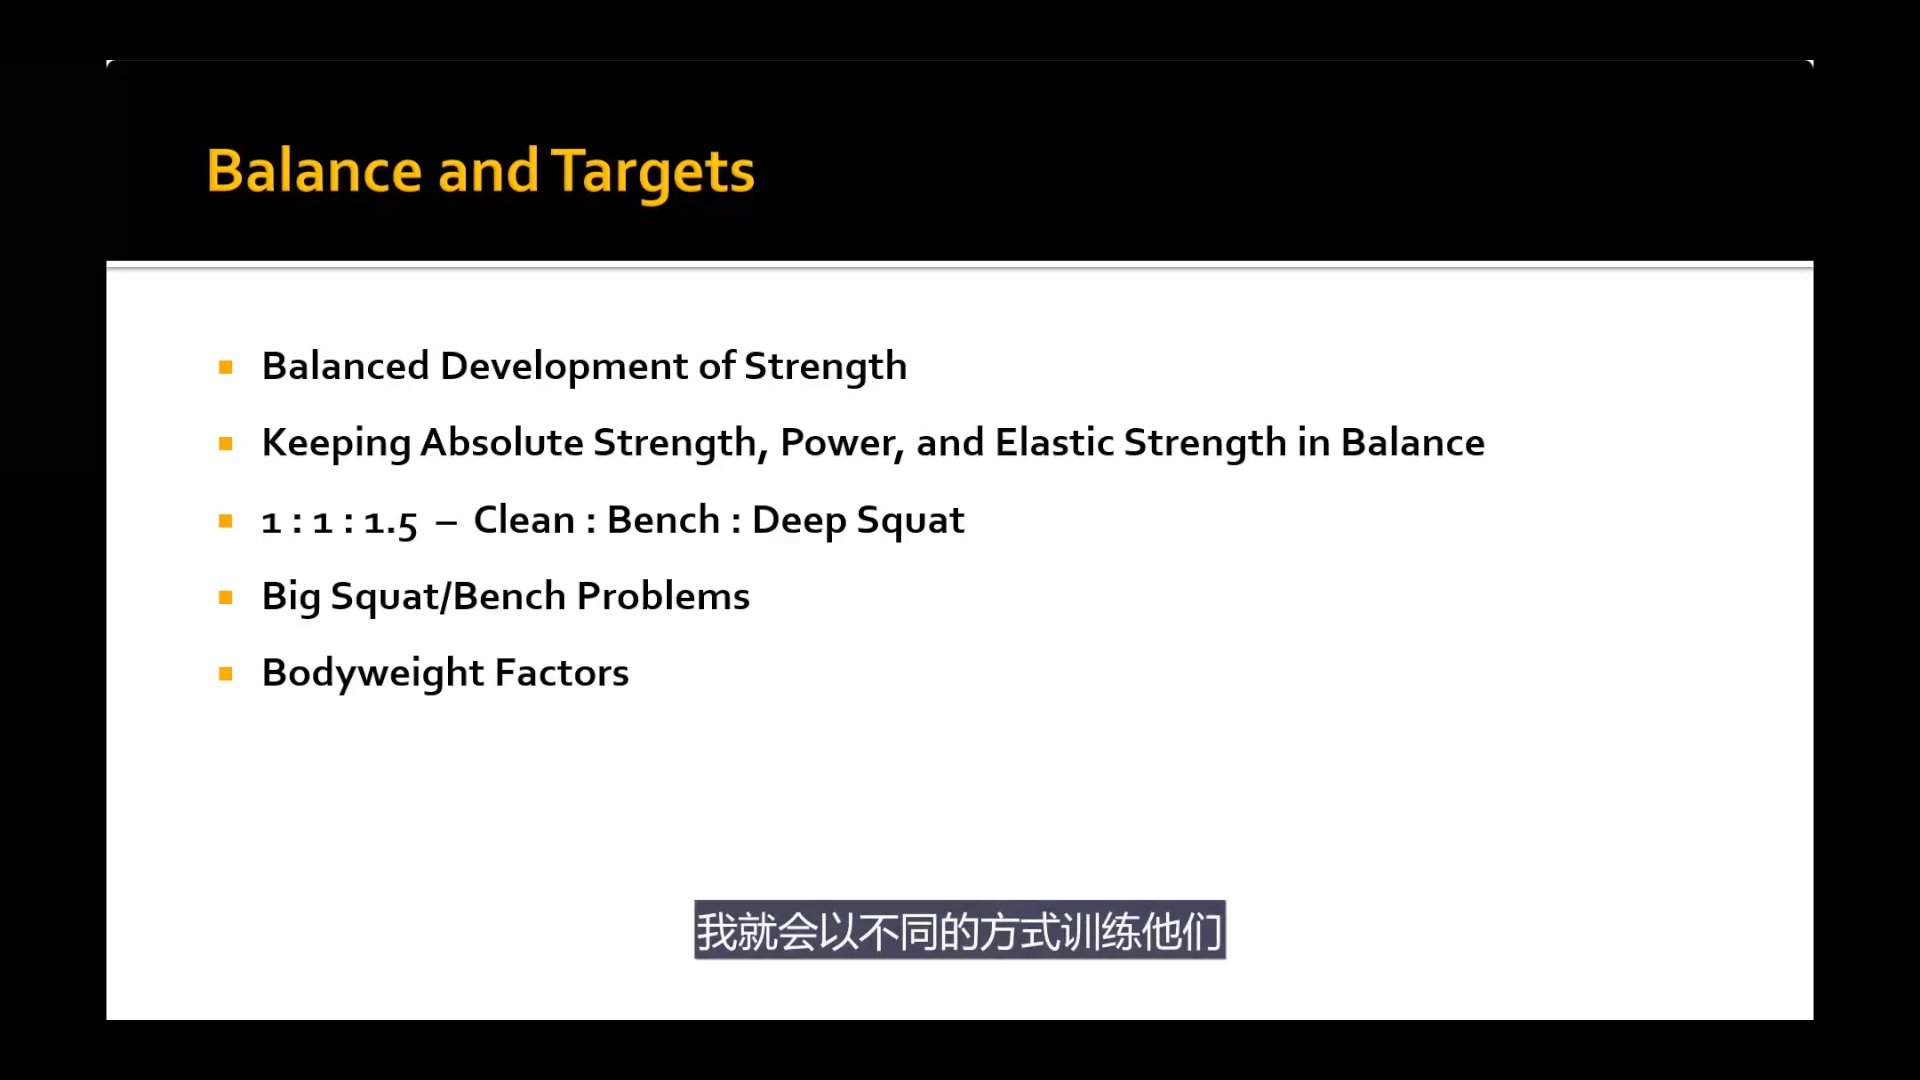 Balance and Targets
Balanced Development of Strength
Keeping Absolute Strength, Power, and Elastic Strength in Balance
1 : 1 : 1.5 – Clean : Bench : Deep Squat
Big Squat/Bench Problems
Bodyweight Factors
我就会以不同的方式训练他们